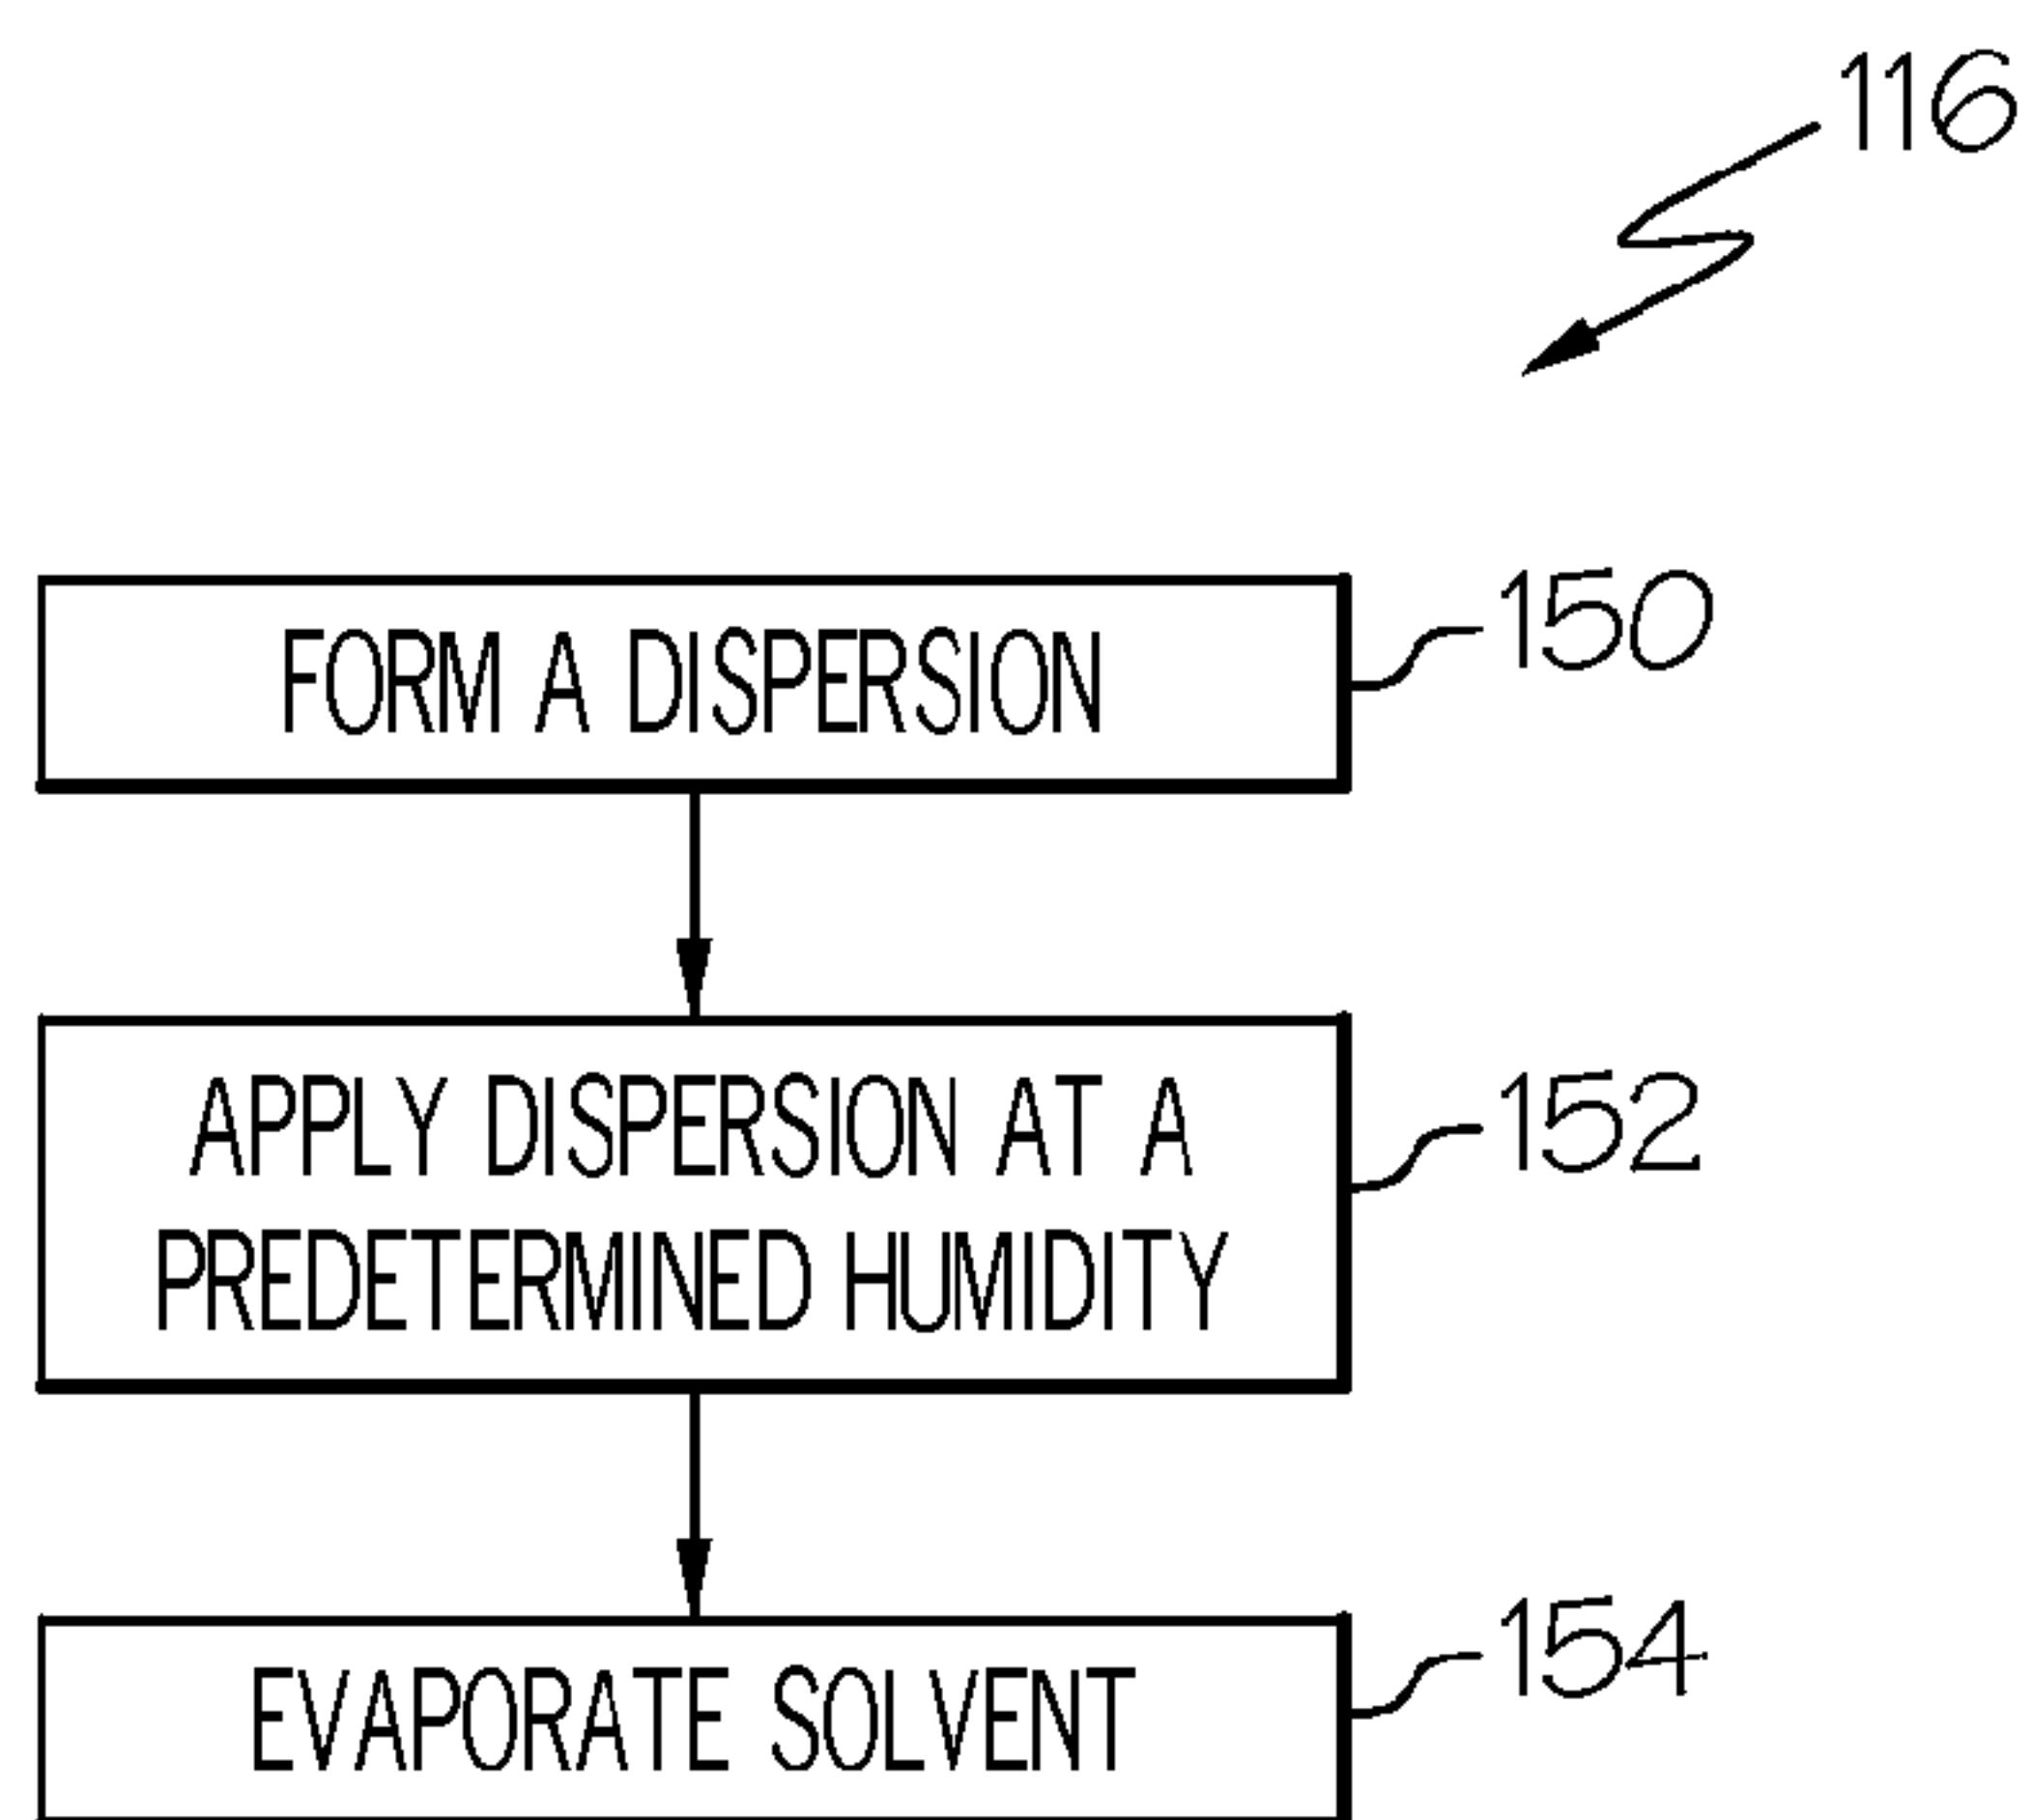 116
FORM A DISPERSION
150
APPLY DISPERSION AT A
PREDETERMINED HUMIDITY
152
EVAPORATE SOLVENT
154